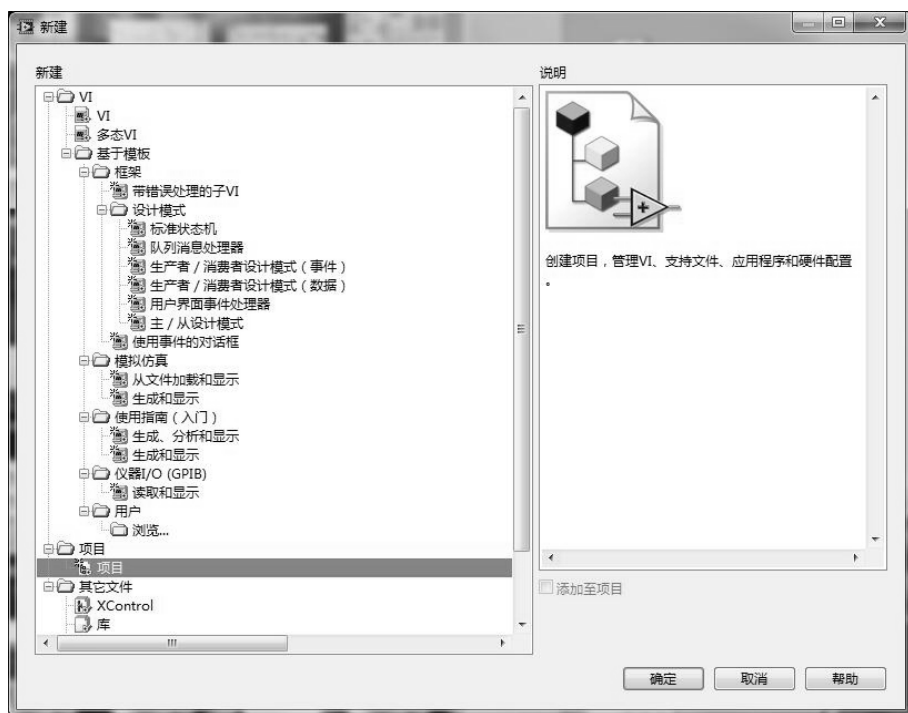 新建
新建
VI
VI
多态VI
基于模板
框架
带错误处理的子VI
设计模式
标准状态机
队列消息处理器
生产者/消费者设计模式(事件)
生产者/消费者设计模式(数据)
用户界面事件处理器
主/从设计模式
使用事件的对话框
模拟仿真
从文件加载和显示
生成和显示
使用指南(入门)
生成、分析和显示
生成和显示
仪器I/O (GPIB)
读取和显示
用户
浏览...
项目
项目
其它文件
XControl
库
说明
创建项目,管理VI、支持文件、应用程序和硬件配置
。
添加至项目
确定
取消
帮助